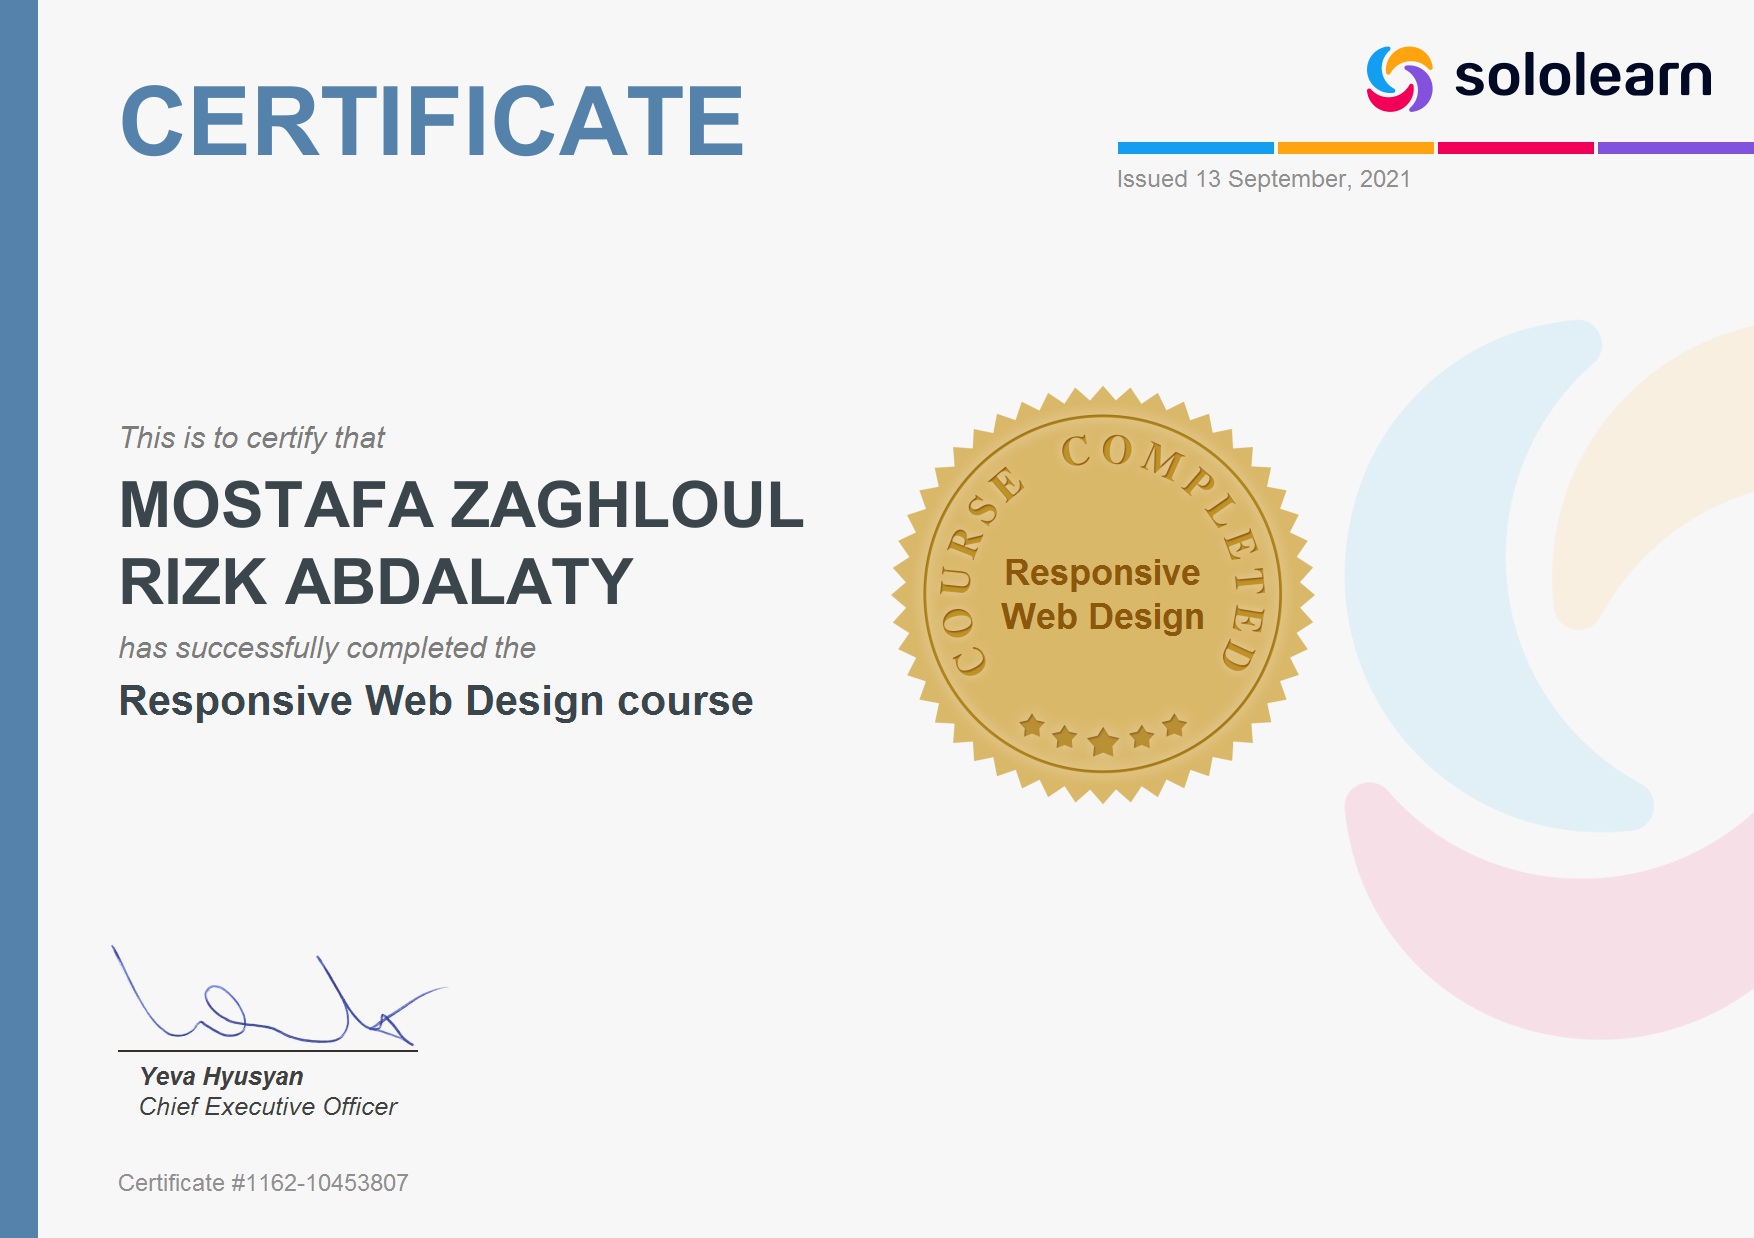 CERTIFICATE
sololearn
Issued 13 September, 2021
This is to certify that
MOSTAFA ZAGHLOUL
RIZK ABDALATY
has successfully completed the
Responsive Web Design course
COURSE COMPLETED
Responsive
Web Design
Yeva Hyusyan
Chief Executive Officer
Certificate #1162-10453807